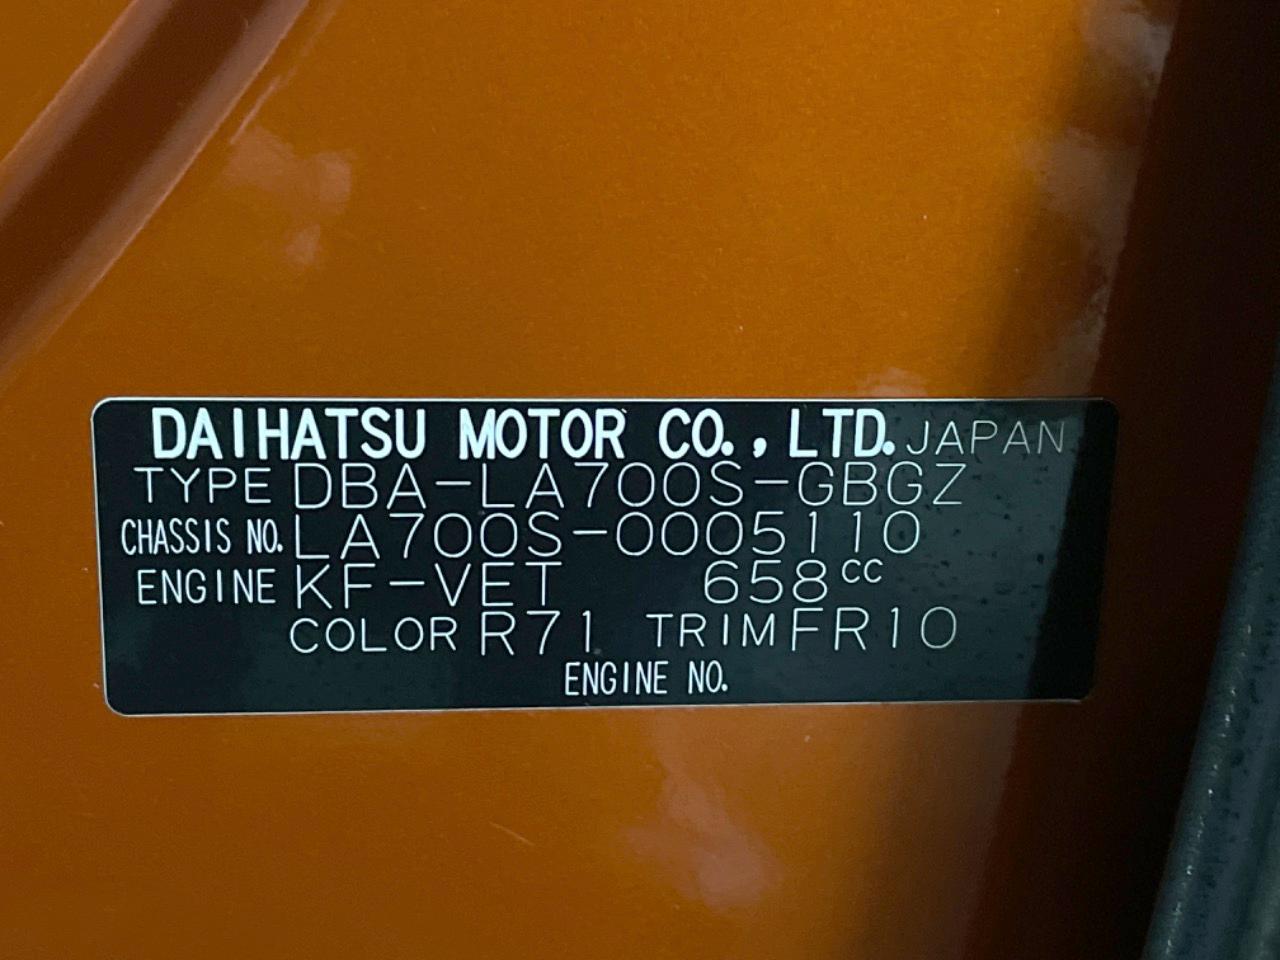 DAIHATSU MOTOR CO., LTD. JAPAN
TYPE DBA-LA700S-GBGZ
CHASSIS NO. LA700S-0005110
ENGINE KF-VET 658CC
COLOR R71 TRIM FR10
ENGINE NO.